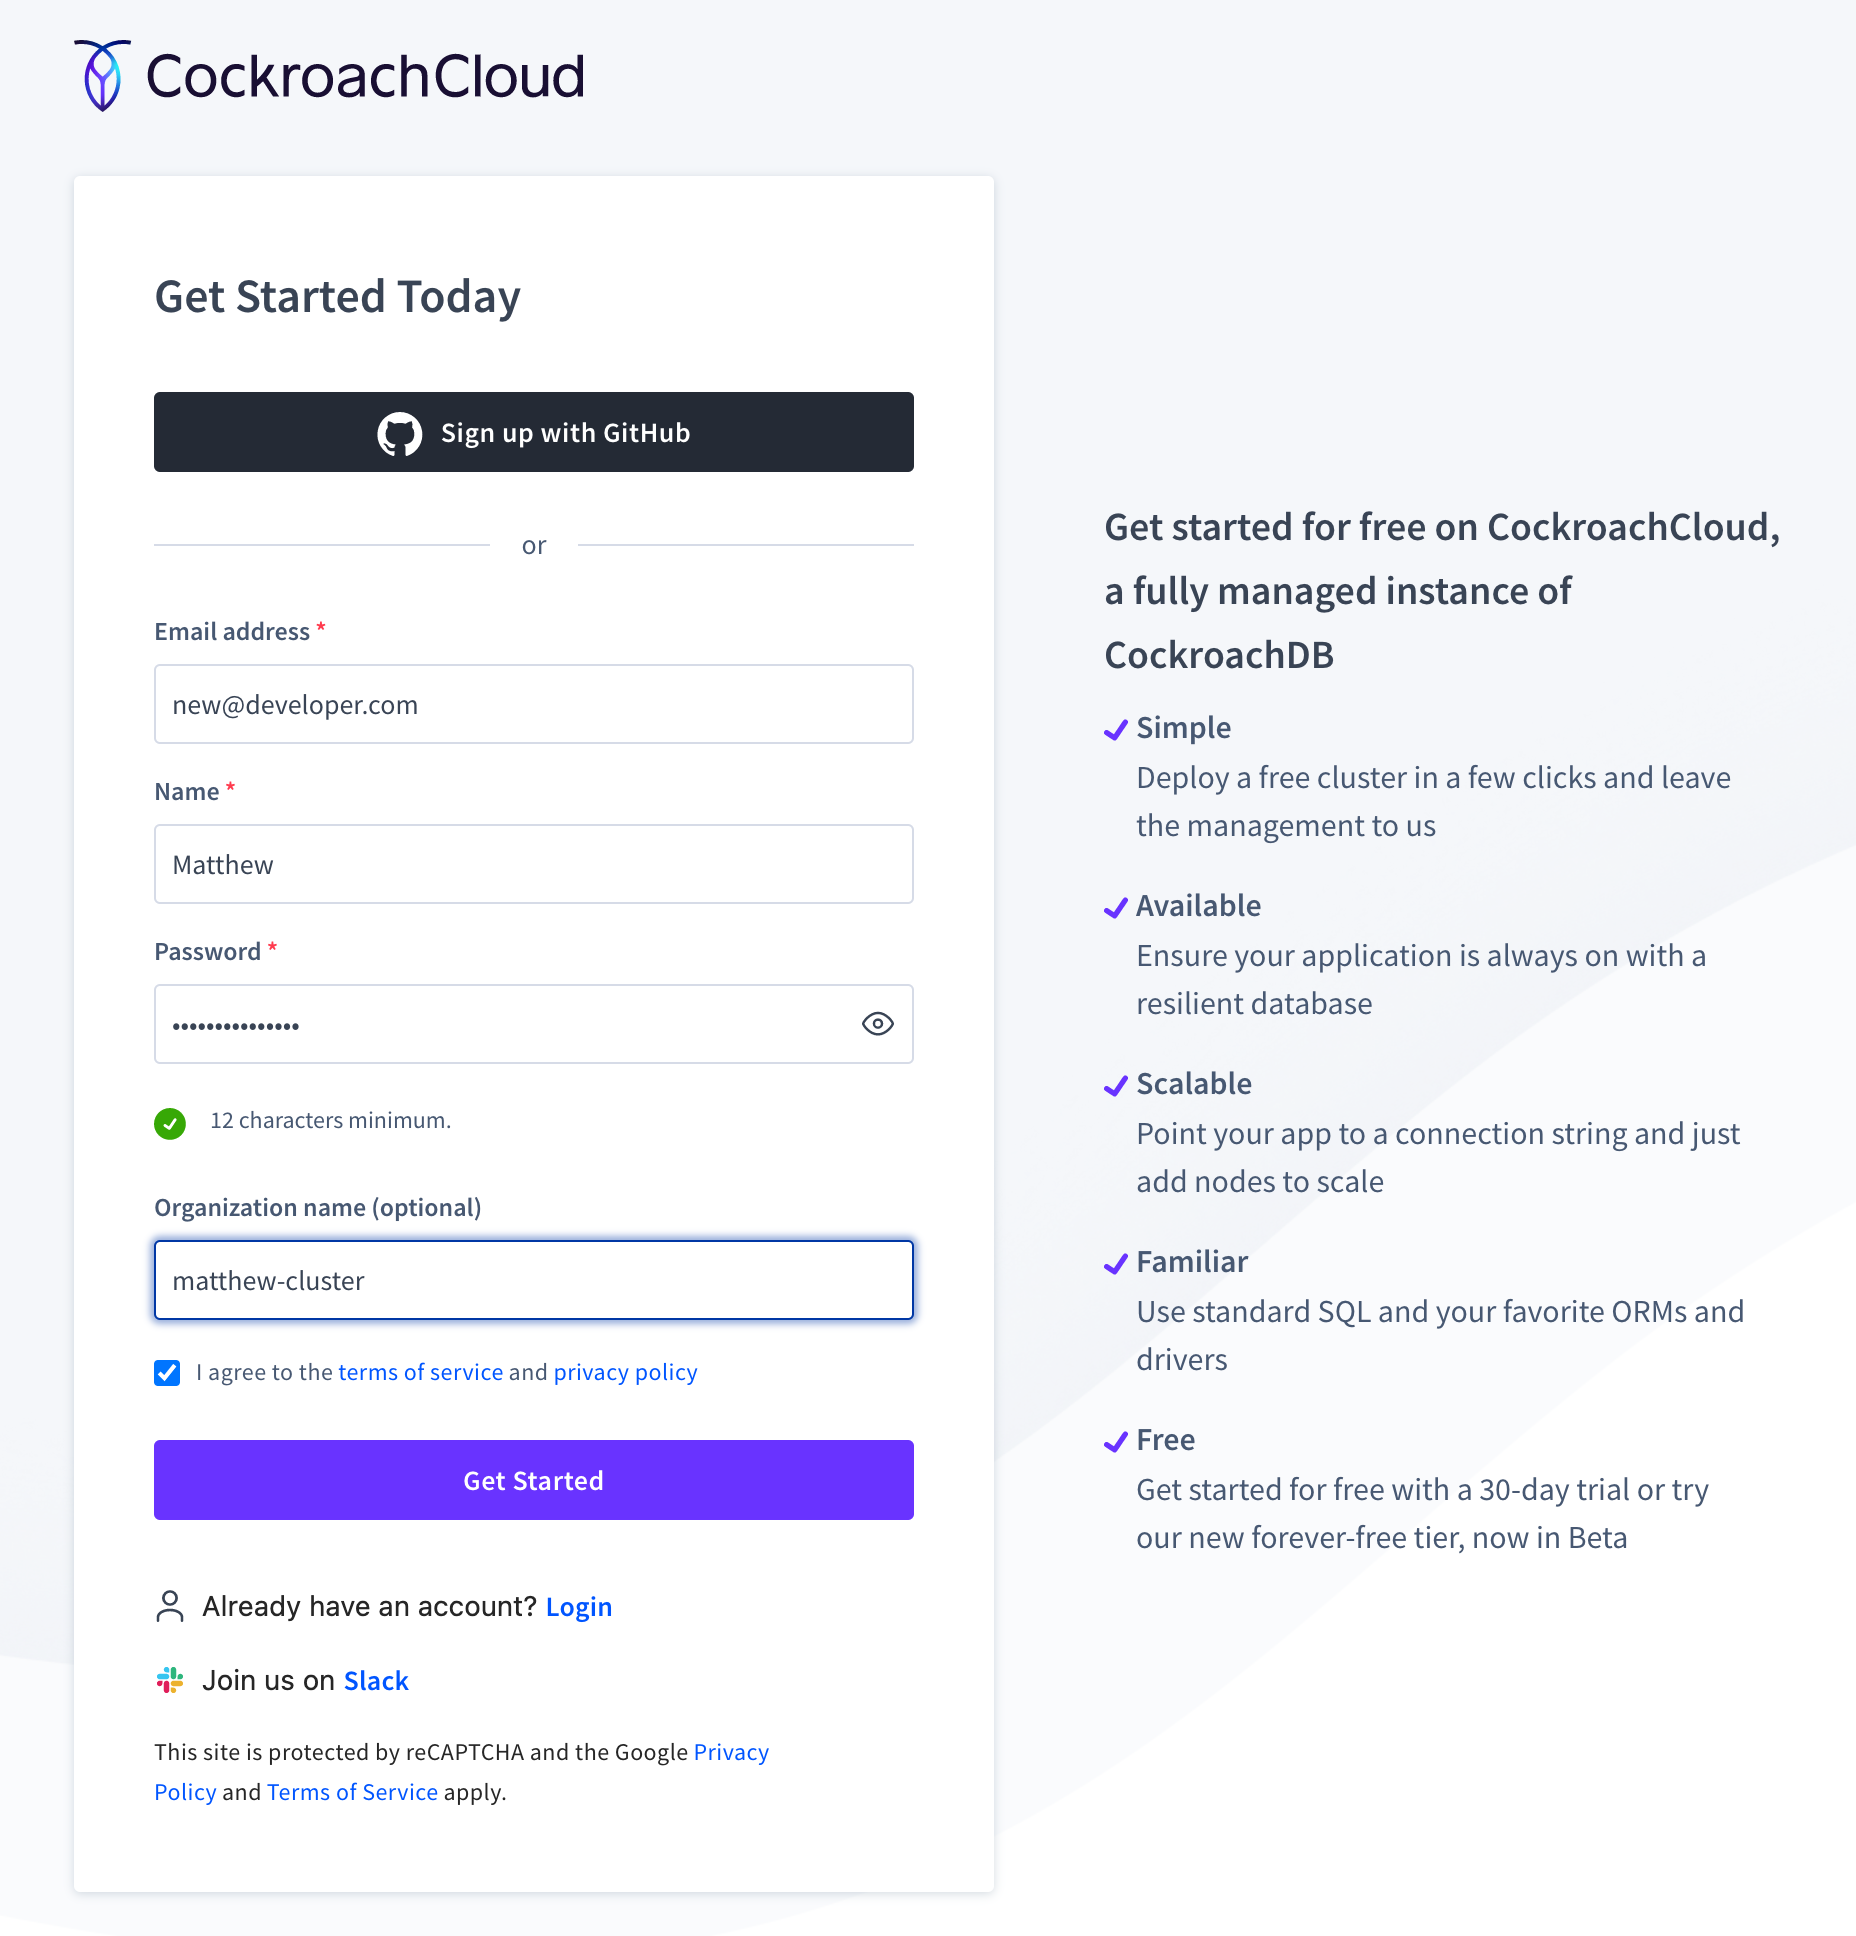 CockroachCloud
Get Started Today
Sign up with GitHub
or
Email address *
new@developer.com
Name *
Matthew
Password *
•••••••••••••••
12 characters minimum.
Organization name (optional)
matthew-cluster
I agree to the terms of service and privacy policy
Get Started
Already have an account? Login
Join us on Slack
This site is protected by reCAPTCHA and the Google Privacy
Policy and Terms of Service apply.
Get started for free on CockroachCloud,
a fully managed instance of
CockroachDB
Simple
Deploy a free cluster in a few clicks and leave
the management to us
Available
Ensure your application is always on with a
resilient database
Scalable
Point your app to a connection string and just
add nodes to scale
Familiar
Use standard SQL and your favorite ORMs and
drivers
Free
Get started for free with a 30-day trial or try
our new forever-free tier, now in Beta